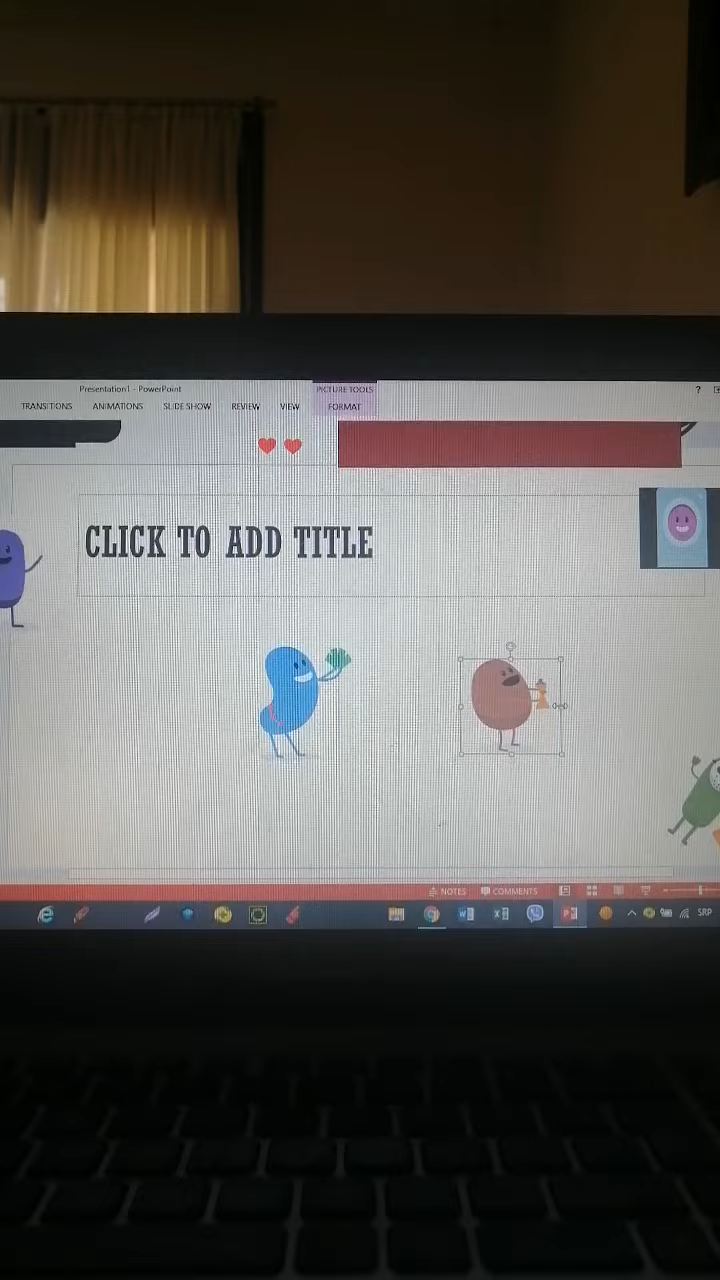 Presentation1 - PowerPoint
PICTURE TOOLS
?
TRANSITIONS ANIMATIONS SLIDE SHOW REVIEW VIEW FORMAT
CLICK TO ADD TITLE
NOTES COMMENTS
SRP